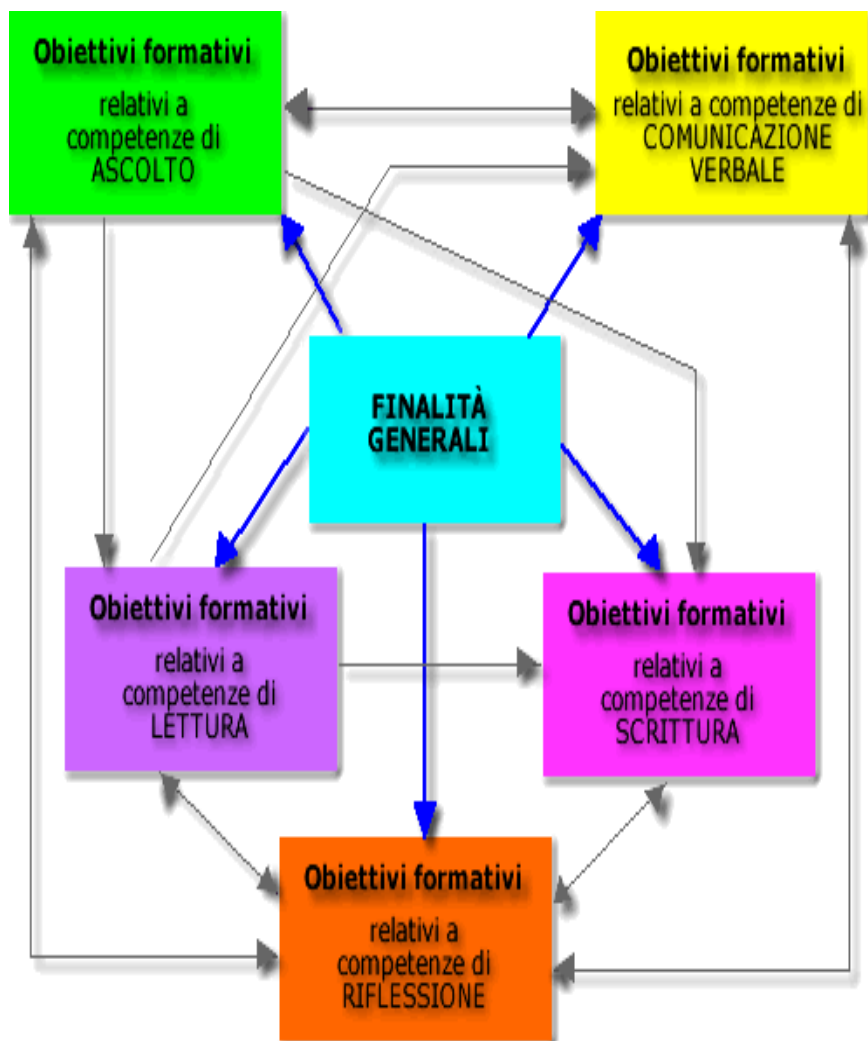 Obiettivi formativi
relativi a
competenze di
ASCOLTO
Obiettivi formativi
relativi a competenze di
COMUNICAZIONE
VERBALE
FINALITÀ
GENERALI
Obiettivi formativi
relativi a
competenze di
LETTURA
Obiettivi formativi
relativi a
competenze di
SCRITTURA
Obiettivi formativi
relativi a
competenze di
RIFLESSIONE